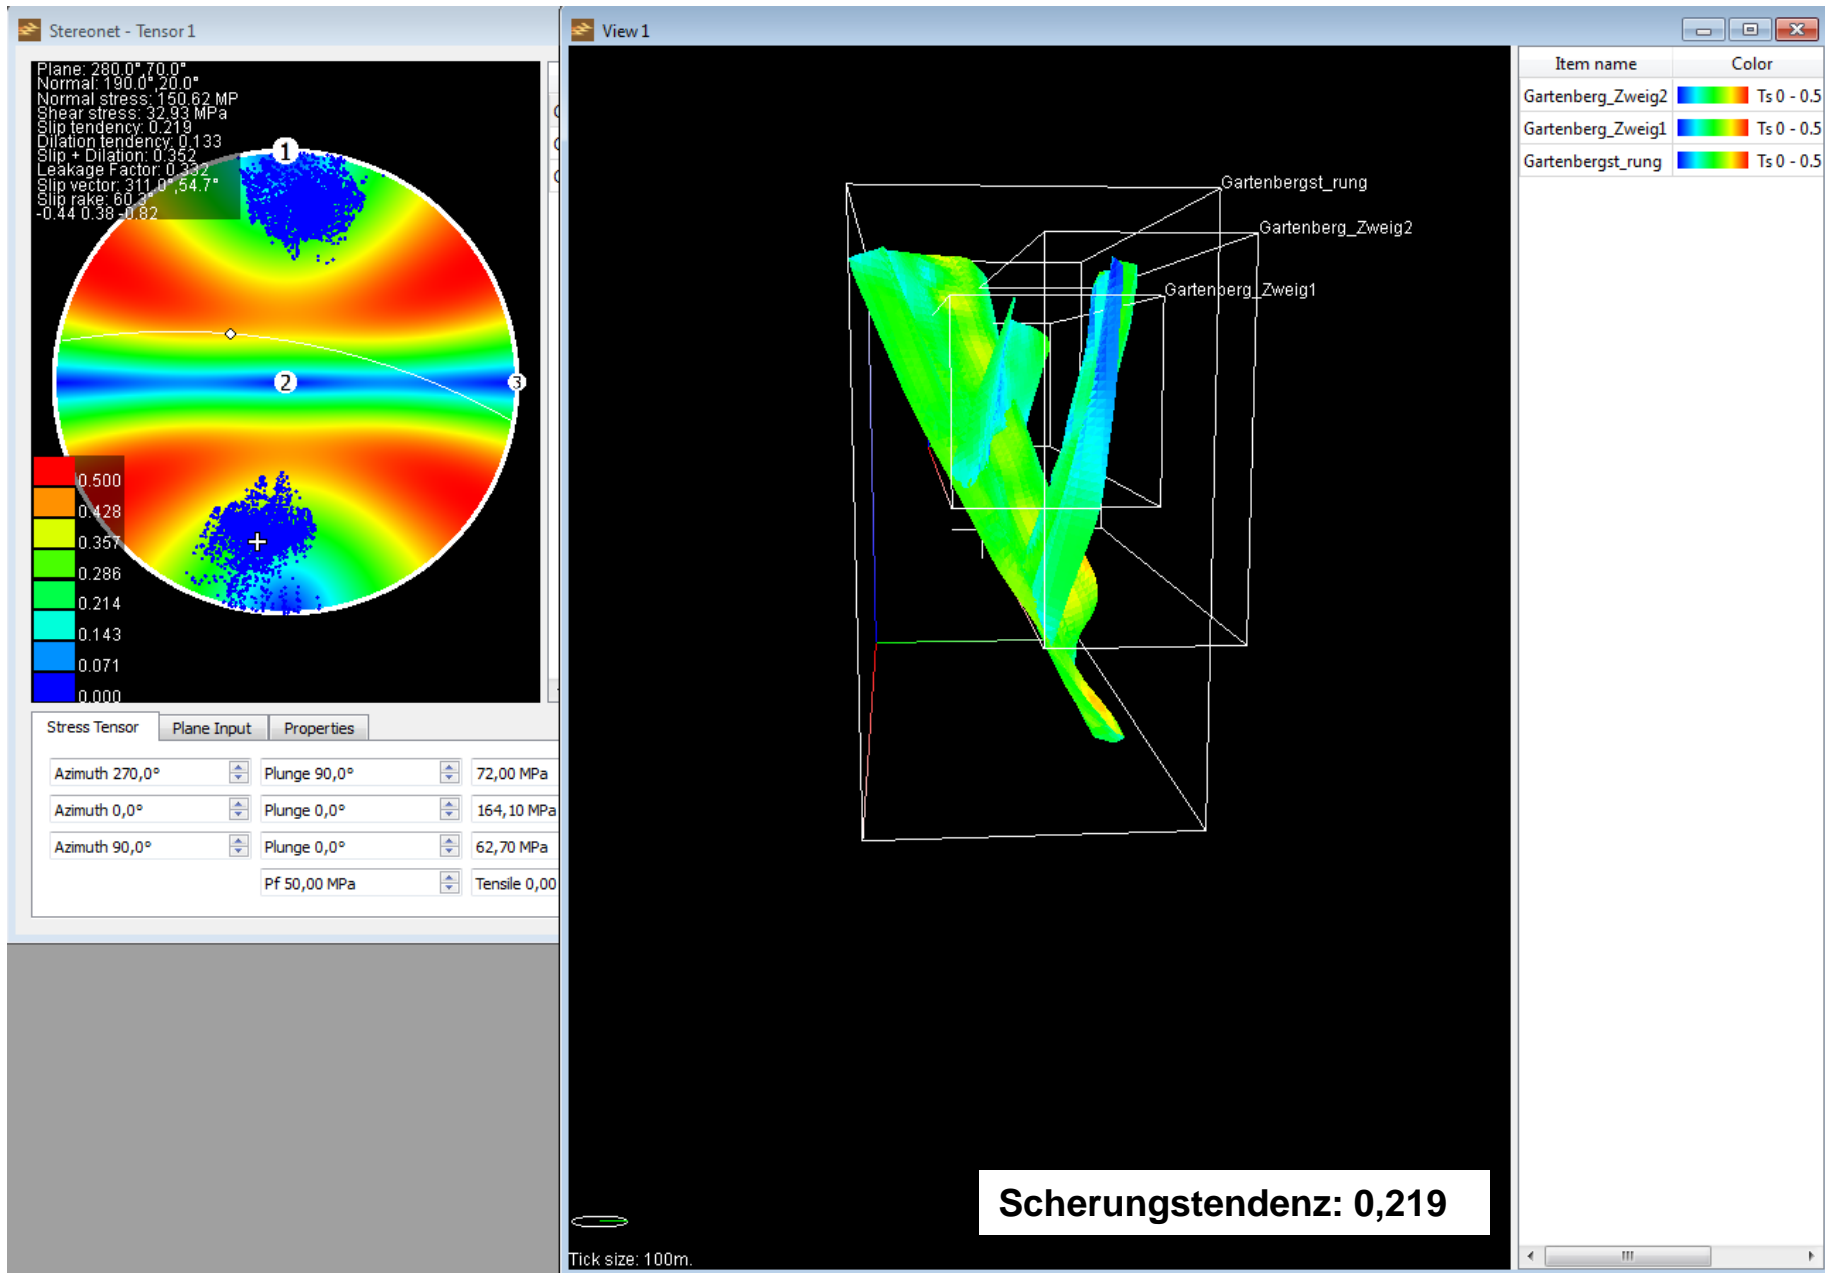 Stereonet - Tensor 1
Plane: 280.0°,70.0°
Normal: 190.0°,20.0°
Normal stress: 150.62 MP
Shear stress: 32.93 MPa
Slip tendency: 0.219
Dilation tendency: 0.133
Slip + Dilation: 0.352
Leakage Factor: 0.332
Slip vector: 311.0°,54.7°
Slip rake: 60.3°
-0.44 0.38 -0.82
1
2
3
0.500
0.428
0.357
0.286
0.214
0.143
0.071
0.000
Stress Tensor Plane Input Properties
Azimuth 270,0° Plunge 90,0° 72,00 MPa
Azimuth 0,0° Plunge 0,0° 164,10 MPa
Azimuth 90,0° Plunge 0,0° 62,70 MPa
Pf 50,00 MPa Tensile 0,00
View 1
Gartenbergst_rung
Gartenberg_Zweig2
Gartenberg_Zweig1
Scherungstendenz: 0,219
Tick size: 100m.
Item name Color
Gartenberg_Zweig2 Ts 0 - 0.5
Gartenberg_Zweig1 Ts 0 - 0.5
Gartenbergst_rung Ts 0 - 0.5